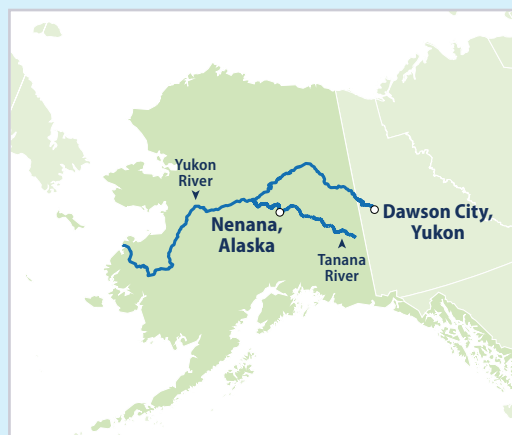 Yukon
River
Nenana,
Alaska
Dawson City,
Yukon
Tanana
River